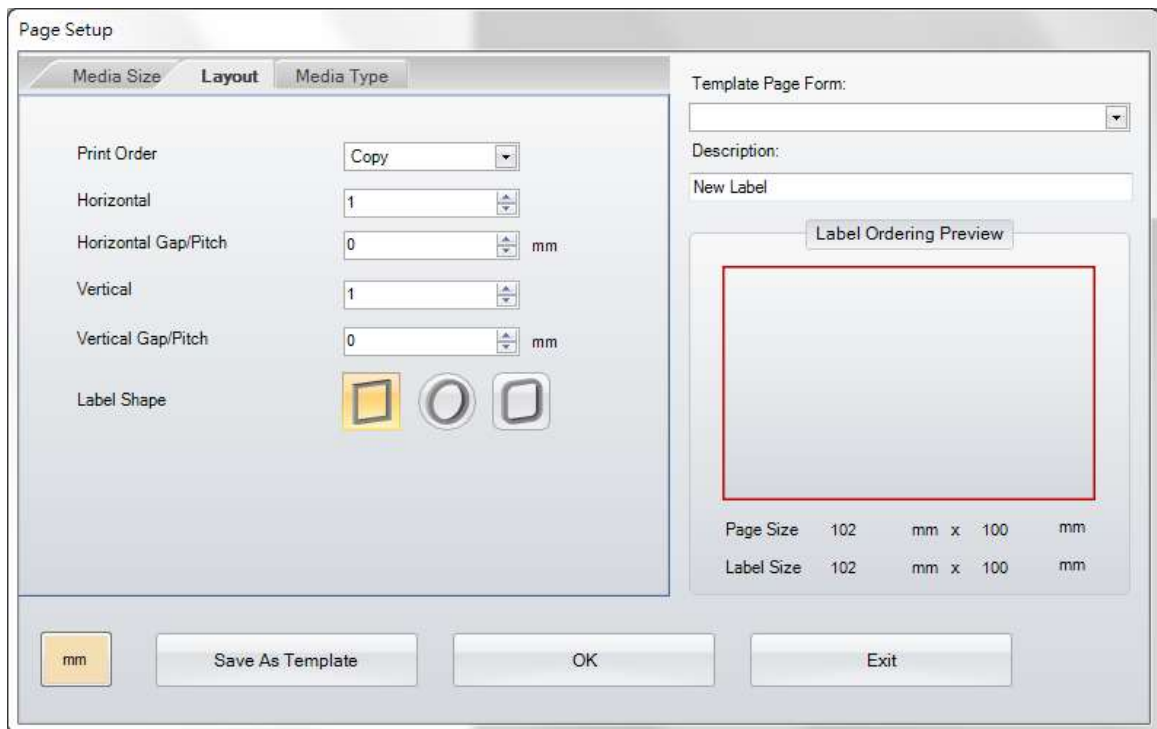 Page Setup
Media Size Layout Media Type
Print Order Copy
Horizontal 1
Horizontal Gap/Pitch 0 mm
Vertical 1
Vertical Gap/Pitch 0 mm
Label Shape
Template Page Form:
Description:
New Label
Label Ordering Preview
Page Size 102 mm x 100 mm
Label Size 102 mm x 100 mm
mm Save As Template OK Exit